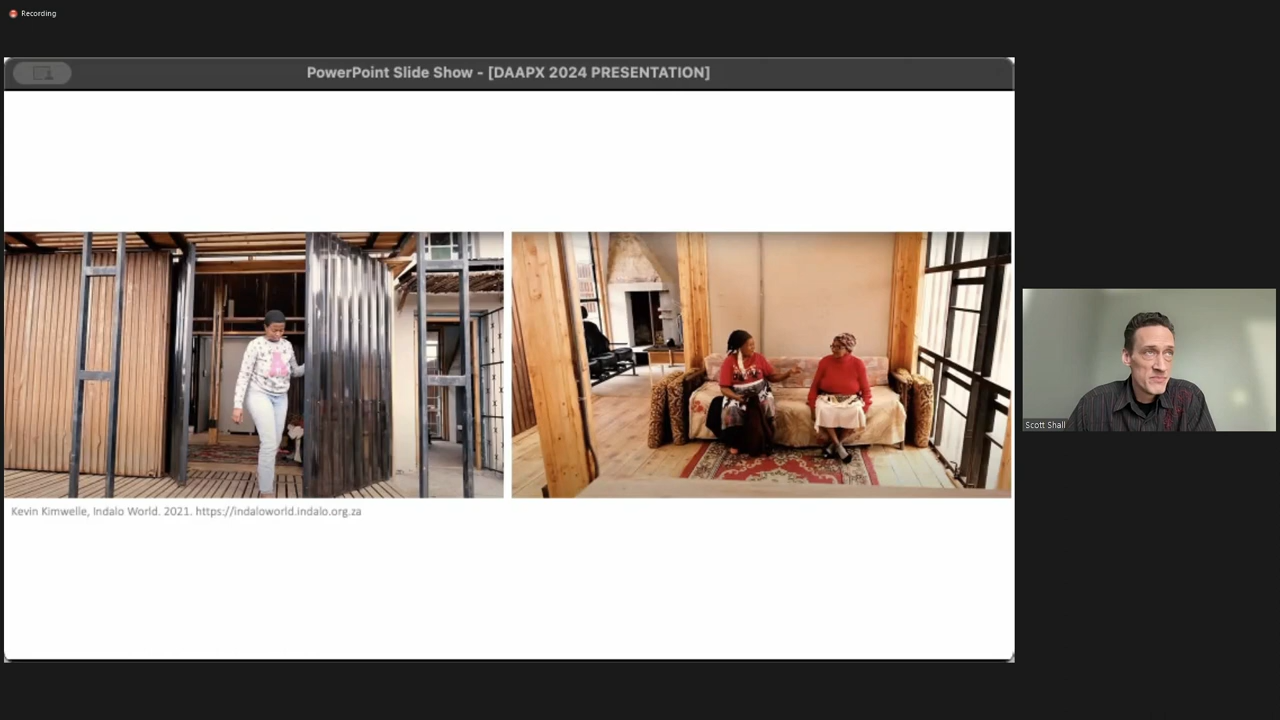 Recording
PowerPoint Slide Show - [DAAPX 2024 PRESENTATION]
Kevin Kimwelle, Indalo World. 2021. https://indaloworld.indalo.org.za
Scott Shall